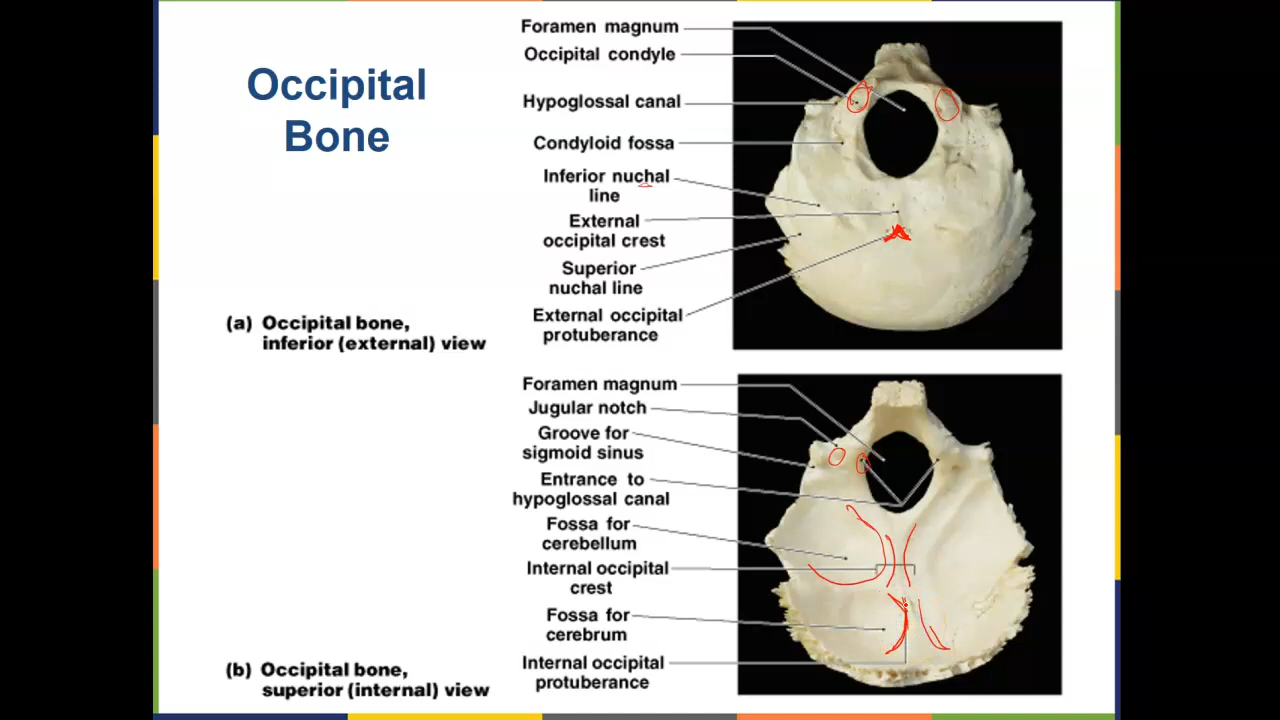 Occipital
Bone
Foramen magnum
Occipital condyle
Hypoglossal canal
Condyloid fossa
Inferior nuchal
line
External
occipital crest
Superior
nuchal line
External occipital
protuberance
(a) Occipital bone,
inferior (external) view
Foramen magnum
Jugular notch
Groove for
sigmoid sinus
Entrance to
hypoglossal canal
Fossa for
cerebellum
Internal occipital
crest
Fossa for
cerebrum
Internal occipital
protuberance
(b) Occipital bone,
superior (internal) view